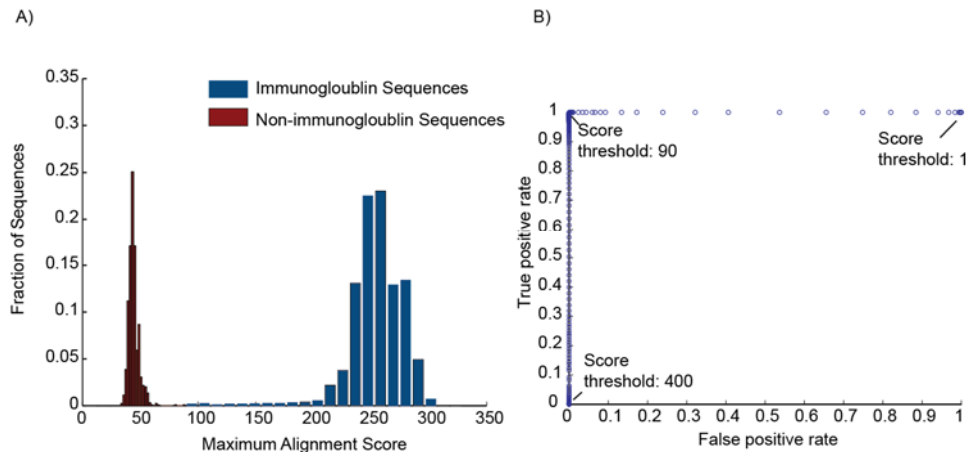 A)
B)
0.35
0.3
0.25
0.2
0.15
0.1
0.05
0
Fraction of Sequences
Immunogloublin Sequences
Non-immunogloublin Sequences
0 50 100 150 200 250 300 350
Maximum Alignment Score
1
0.9
0.8
0.7
0.6
0.5
0.4
0.3
0.2
0.1
0
True positive rate
Score
threshold: 90
Score
threshold: 1
Score
threshold: 400
0 0.1 0.2 0.3 0.4 0.5 0.6 0.7 0.8 0.9 1
False positive rate